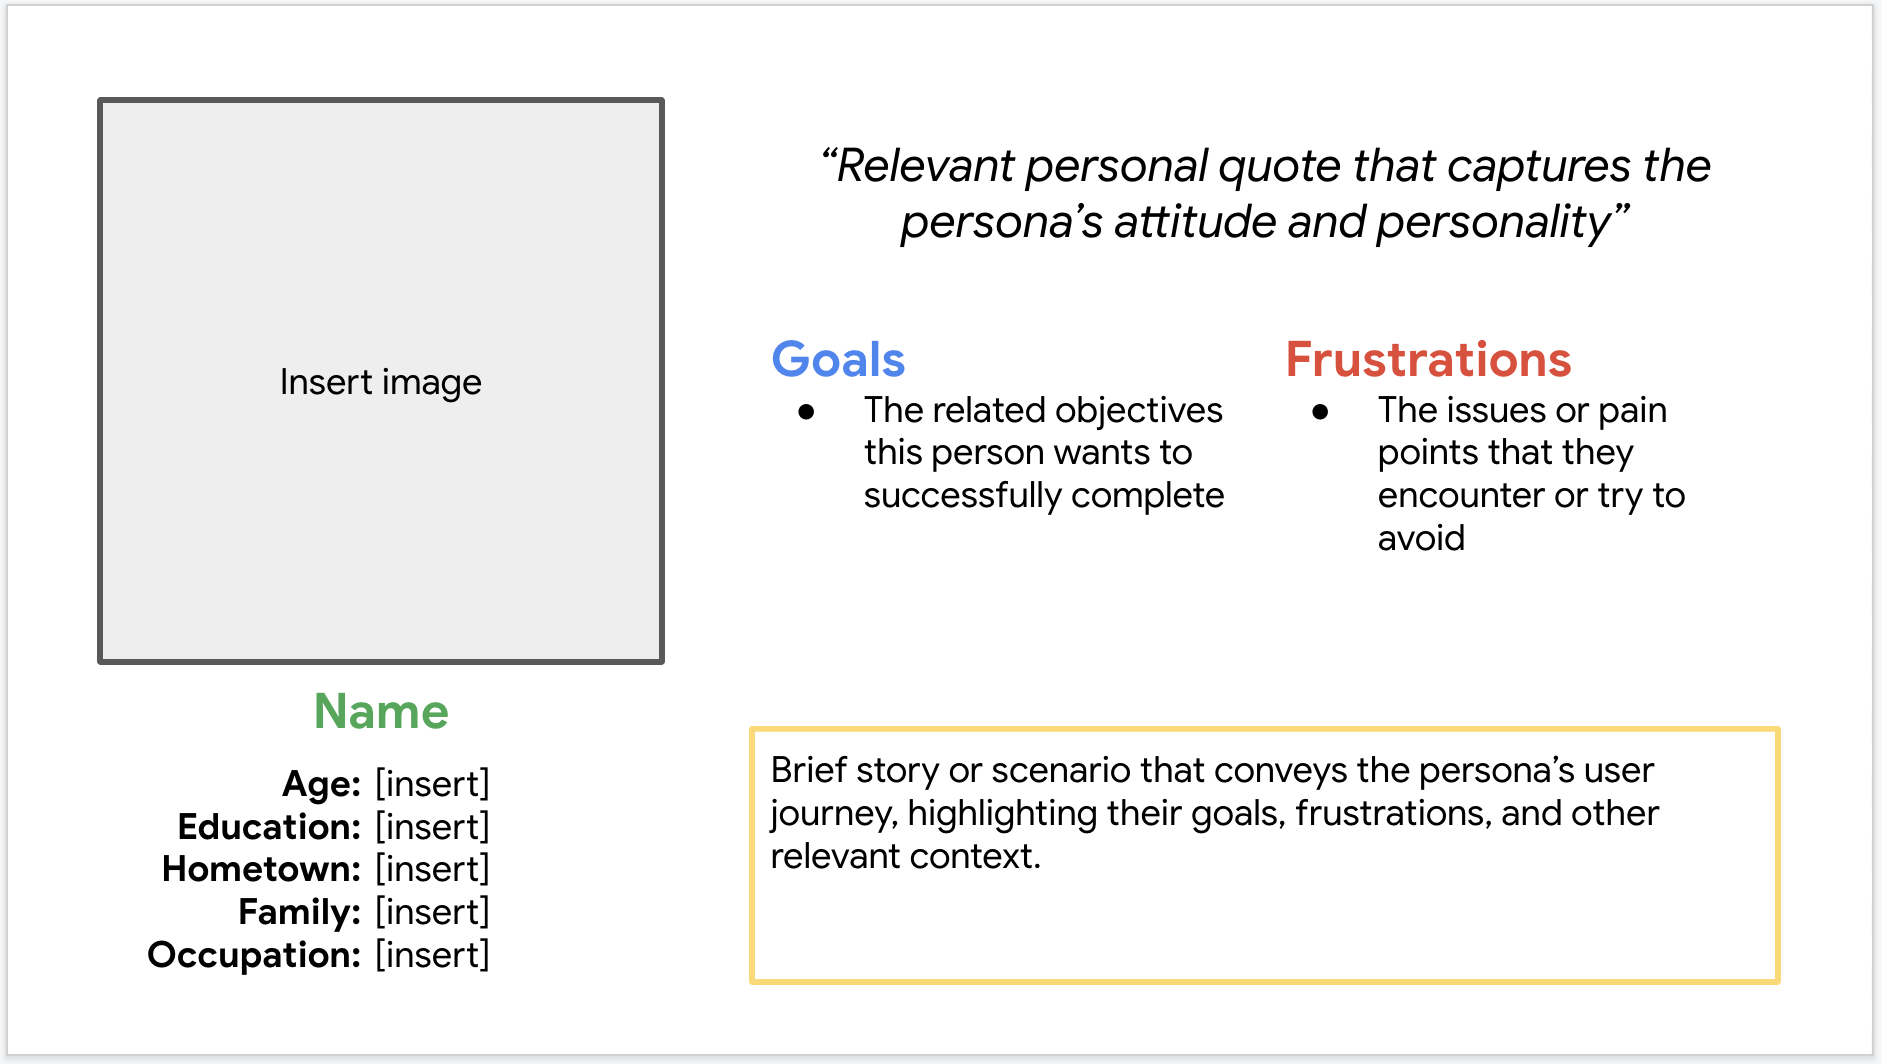 Insert image
Name
Age: [insert]
Education: [insert]
Hometown: [insert]
Family: [insert]
Occupation: [insert]
“Relevant personal quote that captures the
persona’s attitude and personality”
Goals
● The related objectives
this person wants to
successfully complete
Frustrations
● The issues or pain
points that they
encounter or try to
avoid
Brief story or scenario that conveys the persona’s user
journey, highlighting their goals, frustrations, and other
relevant context.